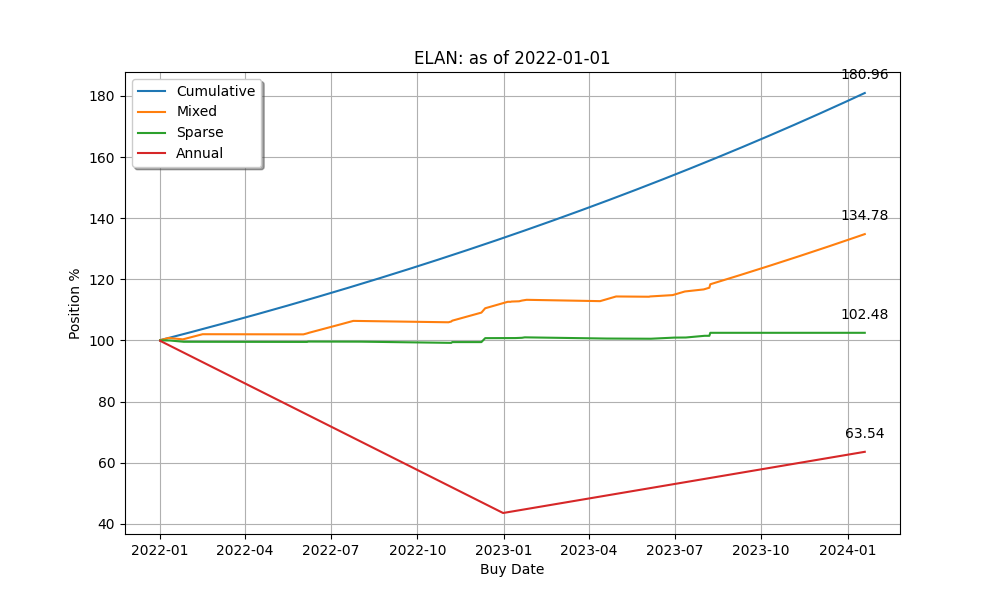 ELAN: as of 2022-01-01
Cumulative
Mixed
Sparse
Annual
180.96
134.78
102.48
63.54
180
160
140
120
100
80
60
40
Position %
2022-01 2022-04 2022-07 2022-10 2023-01 2023-04 2023-07 2023-10 2024-01
Buy Date